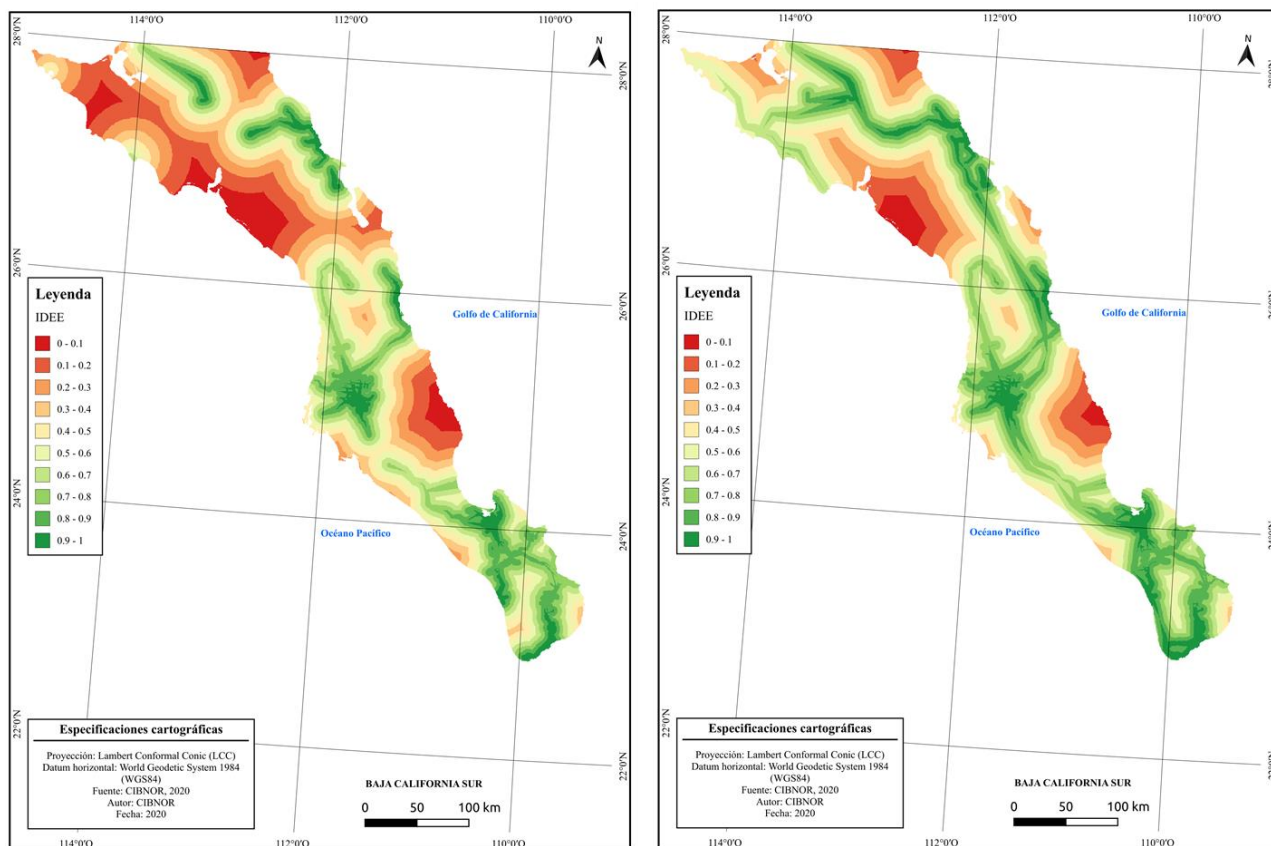 114°0'O
112°0'O
110°0'O
28°0'N
N
28°0'N
26°0'N
26°0'N
Leyenda
IDEE
0 - 0.1
0.1 - 0.2
0.2 - 0.3
0.3 - 0.4
0.4 - 0.5
0.5 - 0.6
0.6 - 0.7
0.7 - 0.8
0.8 - 0.9
0.9 - 1
Golfo de California
24°0'N
24°0'N
Océano Pacífico
22°0'N
22°0'N
Especificaciones cartográficas
Proyección: Lambert Conformal Conic (LCC)
Datum horizontal: World Geodetic System 1984
(WGS84)
Fuente: CIBNOR, 2020
Autor: CIBNOR
Fecha: 2020
BAJA CALIFORNIA SUR
0 50 100 km
114°0'O
112°0'O
110°0'O
114°0'O
112°0'O
110°0'O
28°0'N
N
28°0'N
26°0'N
26°0'N
Leyenda
IDEE
0 - 0.1
0.1 - 0.2
0.2 - 0.3
0.3 - 0.4
0.4 - 0.5
0.5 - 0.6
0.6 - 0.7
0.7 - 0.8
0.8 - 0.9
0.9 - 1
Golfo de California
24°0'N
24°0'N
Océano Pacífico
22°0'N
22°0'N
Especificaciones cartográficas
Proyección: Lambert Conformal Conic (LCC)
Datum horizontal: World Geodetic System 1984
(WGS84)
Fuente: CIBNOR, 2020
Autor: CIBNOR
Fecha: 2020
BAJA CALIFORNIA SUR
0 50 100 km
114°0'O
112°0'O
110°0'O